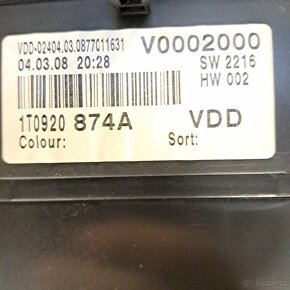 VDD-02404.03.0877011631 V0002000
04.03.08 20:28 SW 2216
HW 002
1T0920 874A VDD
Colour: Sort: